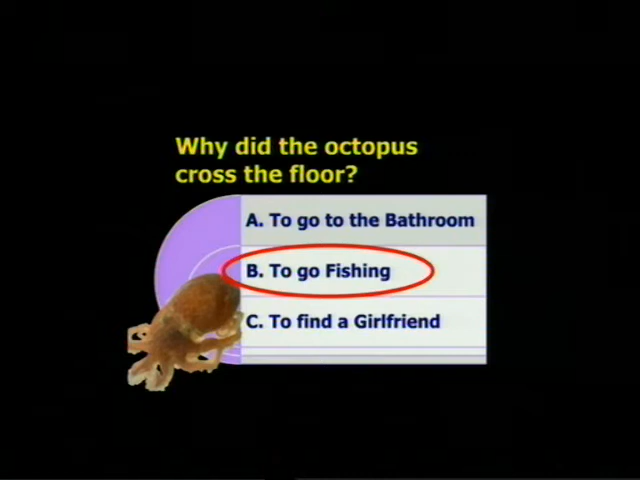 Why did the octopus
cross the floor?
A. To go to the Bathroom
B. To go Fishing
C. To find a Girlfriend